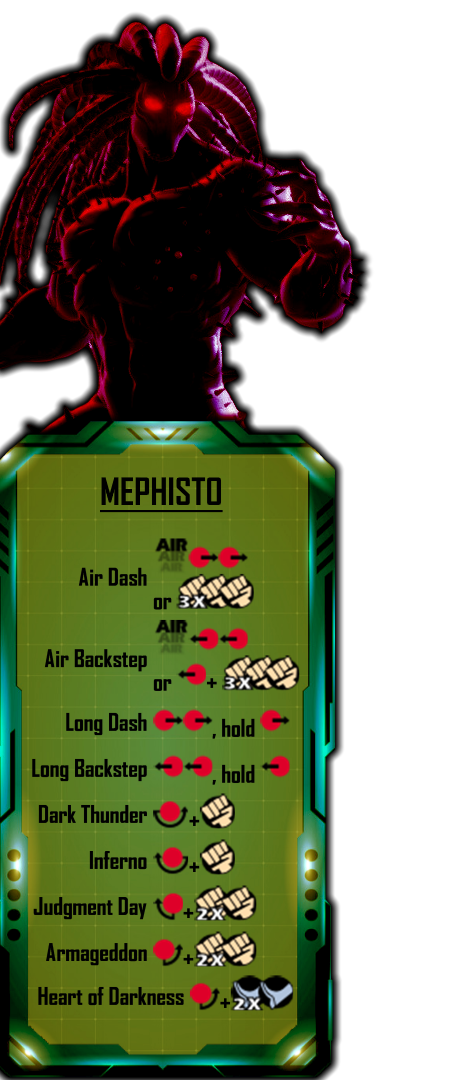 MEPHISTO
AIR
Air Dash
or 3X
AIR
Air Backstep
or + 3X
Long Dash , hold
Long Backstep , hold
Dark Thunder +
Inferno +
Judgment Day + 2X
Armageddon + 2X
Heart of Darkness + 2X